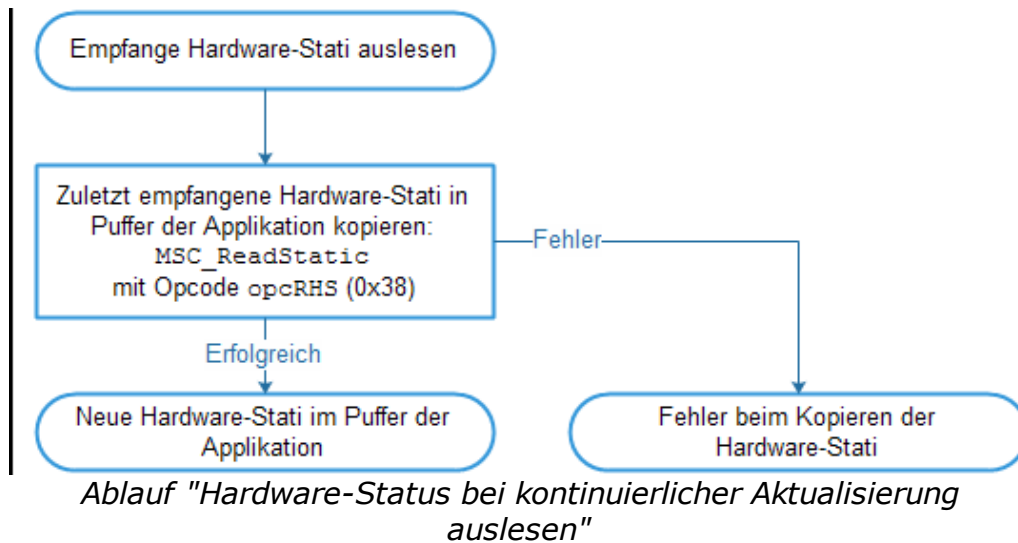 Empfange Hardware-Stati auslesen
Zuletzt empfangene Hardware-Stati in
Puffer der Applikation kopieren:
MSC_ReadStatic
mit Opcode opcRHS (0x38)
Fehler
Erfolgreich
Neue Hardware-Stati im Puffer der
Applikation
Fehler beim Kopieren der
Hardware-Stati
Ablauf "Hardware-Status bei kontinuierlicher Aktualisierung
auslesen"